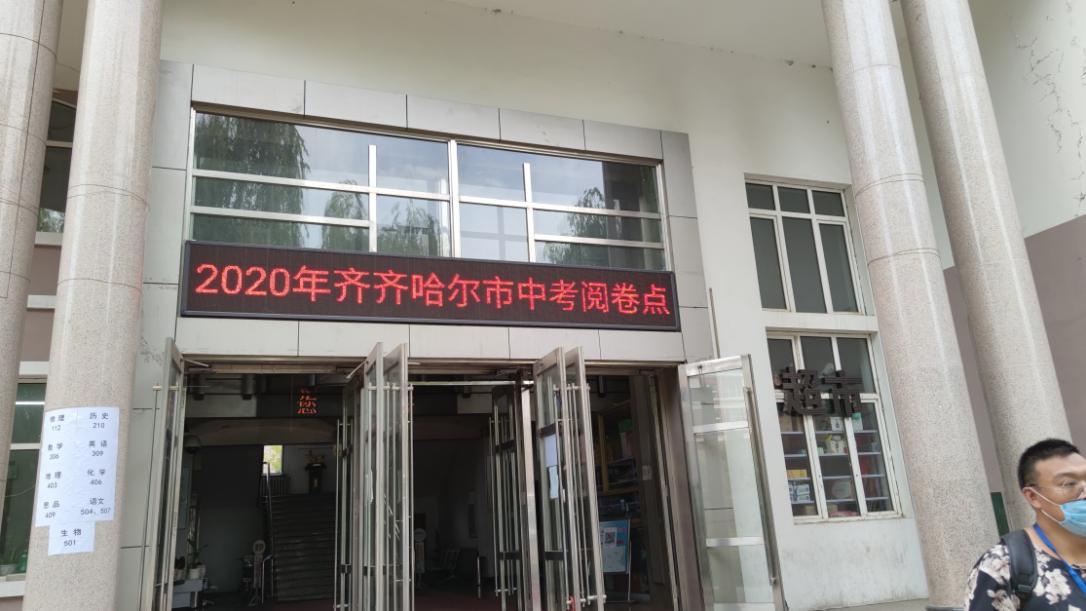 2020年齐齐哈尔市中考阅卷点
超市
您
物理 历史
112 210
数学 英语
206 309
地理 化学
403 406
思品 语文
409 504、507
生物
501